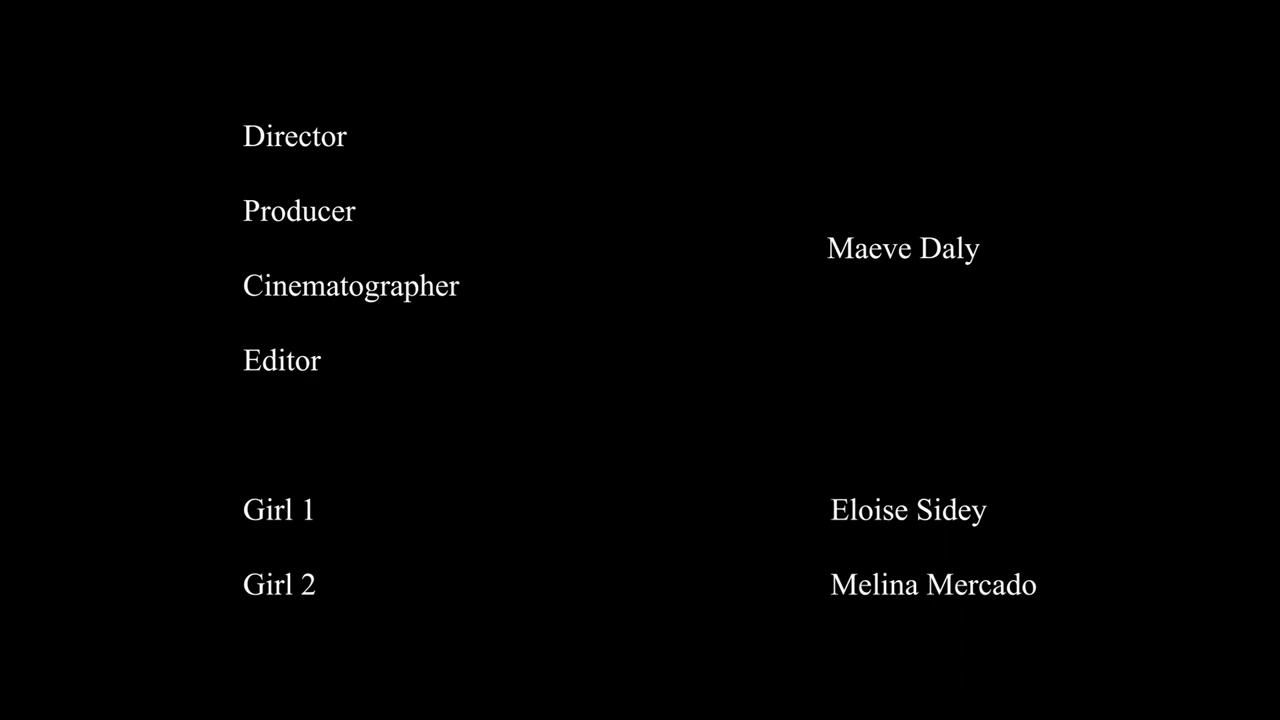 Director
Producer
Maeve Daly
Cinematographer
Editor
Girl 1 Eloise Sidey
Girl 2 Melina Mercado